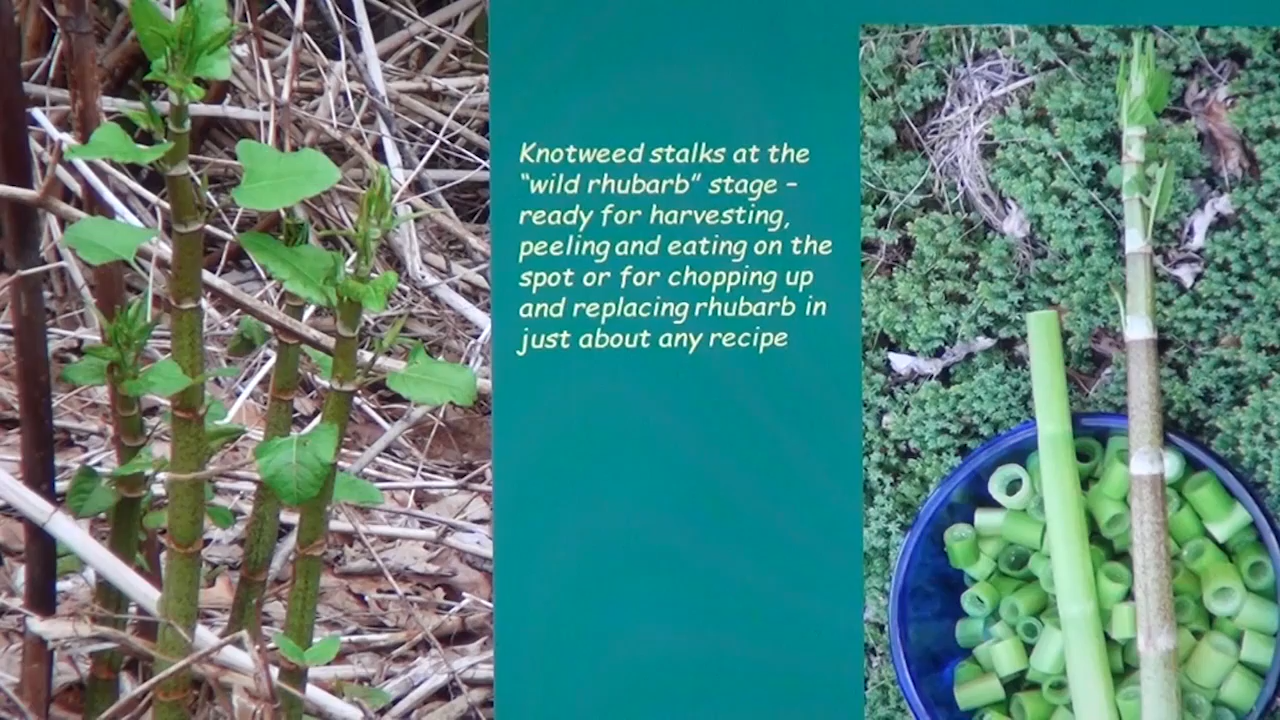 Knotweed stalks at the
“wild rhubarb” stage –
ready for harvesting,
peeling and eating on the
spot or for chopping up
and replacing rhubarb in
just about any recipe